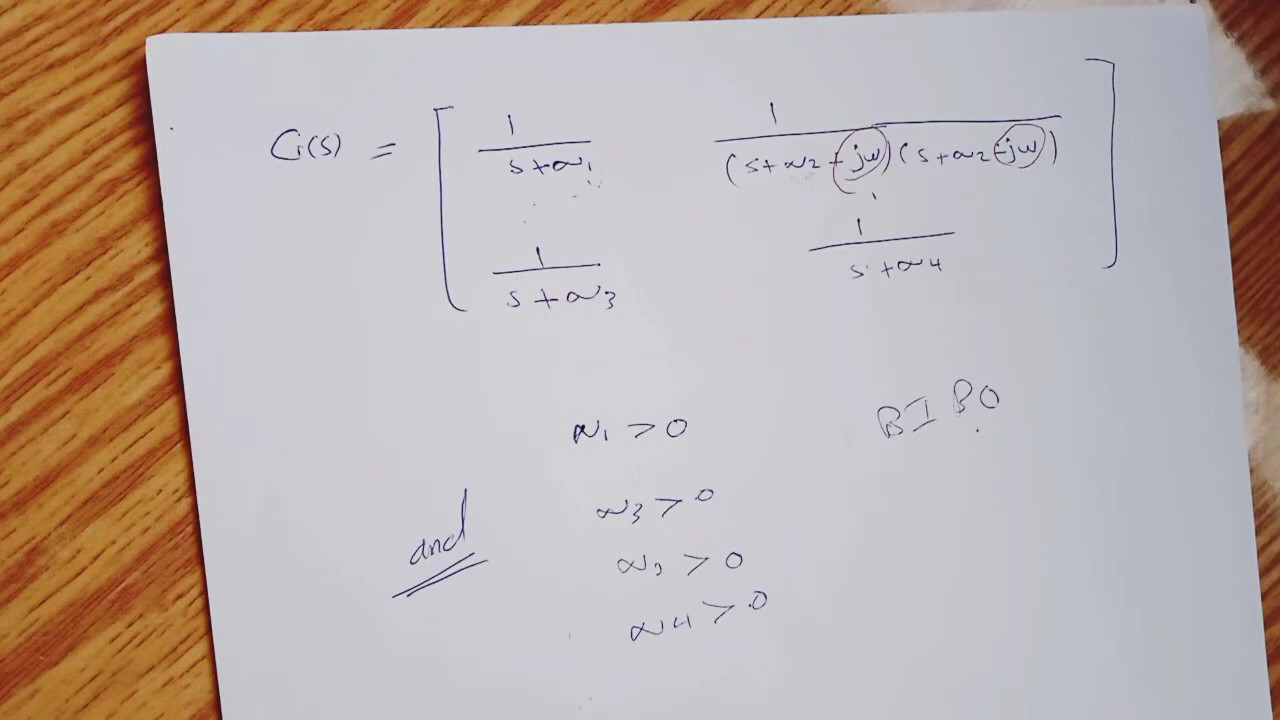 G(s) = [ 1/(s+α1) 1/((s+α2+jω)(s+α2-jω))
1/(s+α3) 1/(s+α4) ]
α1 > 0
BIBO
α3 > 0
and
α2 > 0
α4 > 0